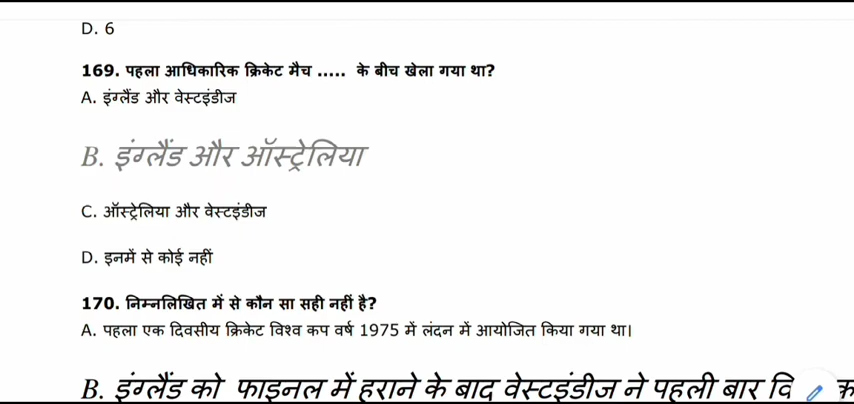 D. 6
169. पहला आधिकारिक क्रिकेट मैच ..... के बीच खेला गया था?
A. इंग्लैंड और वेस्टइंडीज
B. इंग्लैंड और ऑस्ट्रेलिया
C. ऑस्ट्रेलिया और वेस्टइंडीज
D. इनमें से कोई नहीं
170. निम्नलिखित में से कौन सा सही नहीं है?
A. पहला एक दिवसीय क्रिकेट विश्व कप वर्ष 1975 में लंदन में आयोजित किया गया था।
B. इंग्लैंड को फाइनल में हराने के बाद वेस्टइंडीज ने पहली बार